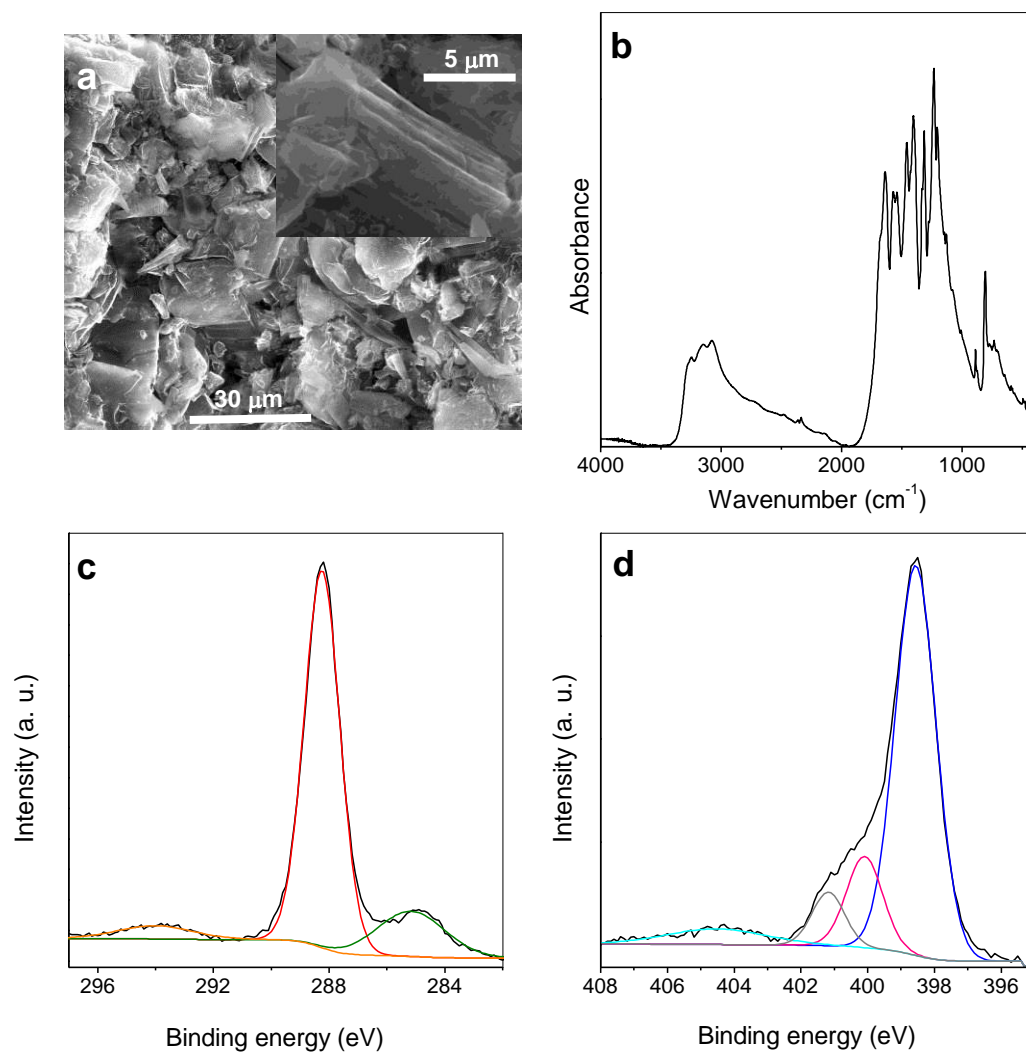 a
5 μm
30 μm
b
Absorbance
4000 3000 2000 1000
Wavenumber (cm⁻¹)
c
Intensity (a. u.)
296 292 288 284
Binding energy (eV)
d
Intensity (a. u.)
408 406 404 402 400 398 396
Binding energy (eV)